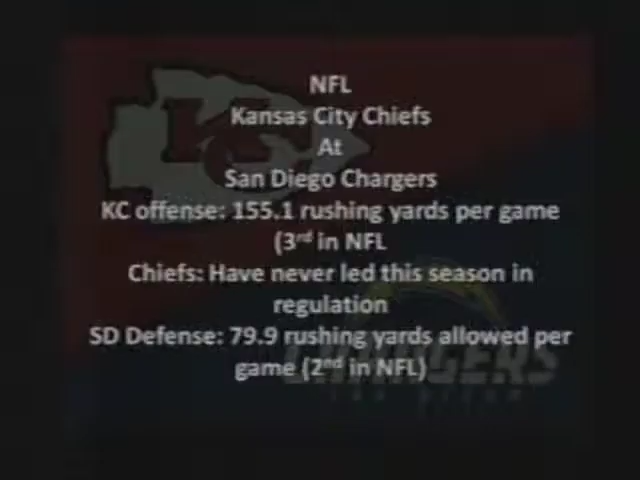 NFL
Kansas City Chiefs
At
San Diego Chargers
KC offense: 155.1 rushing yards per game
(3rd in NFL
Chiefs: Have never led this season in
regulation
SD Defense: 79.9 rushing yards allowed per
game (2nd in NFL)
KC
CHARGERS